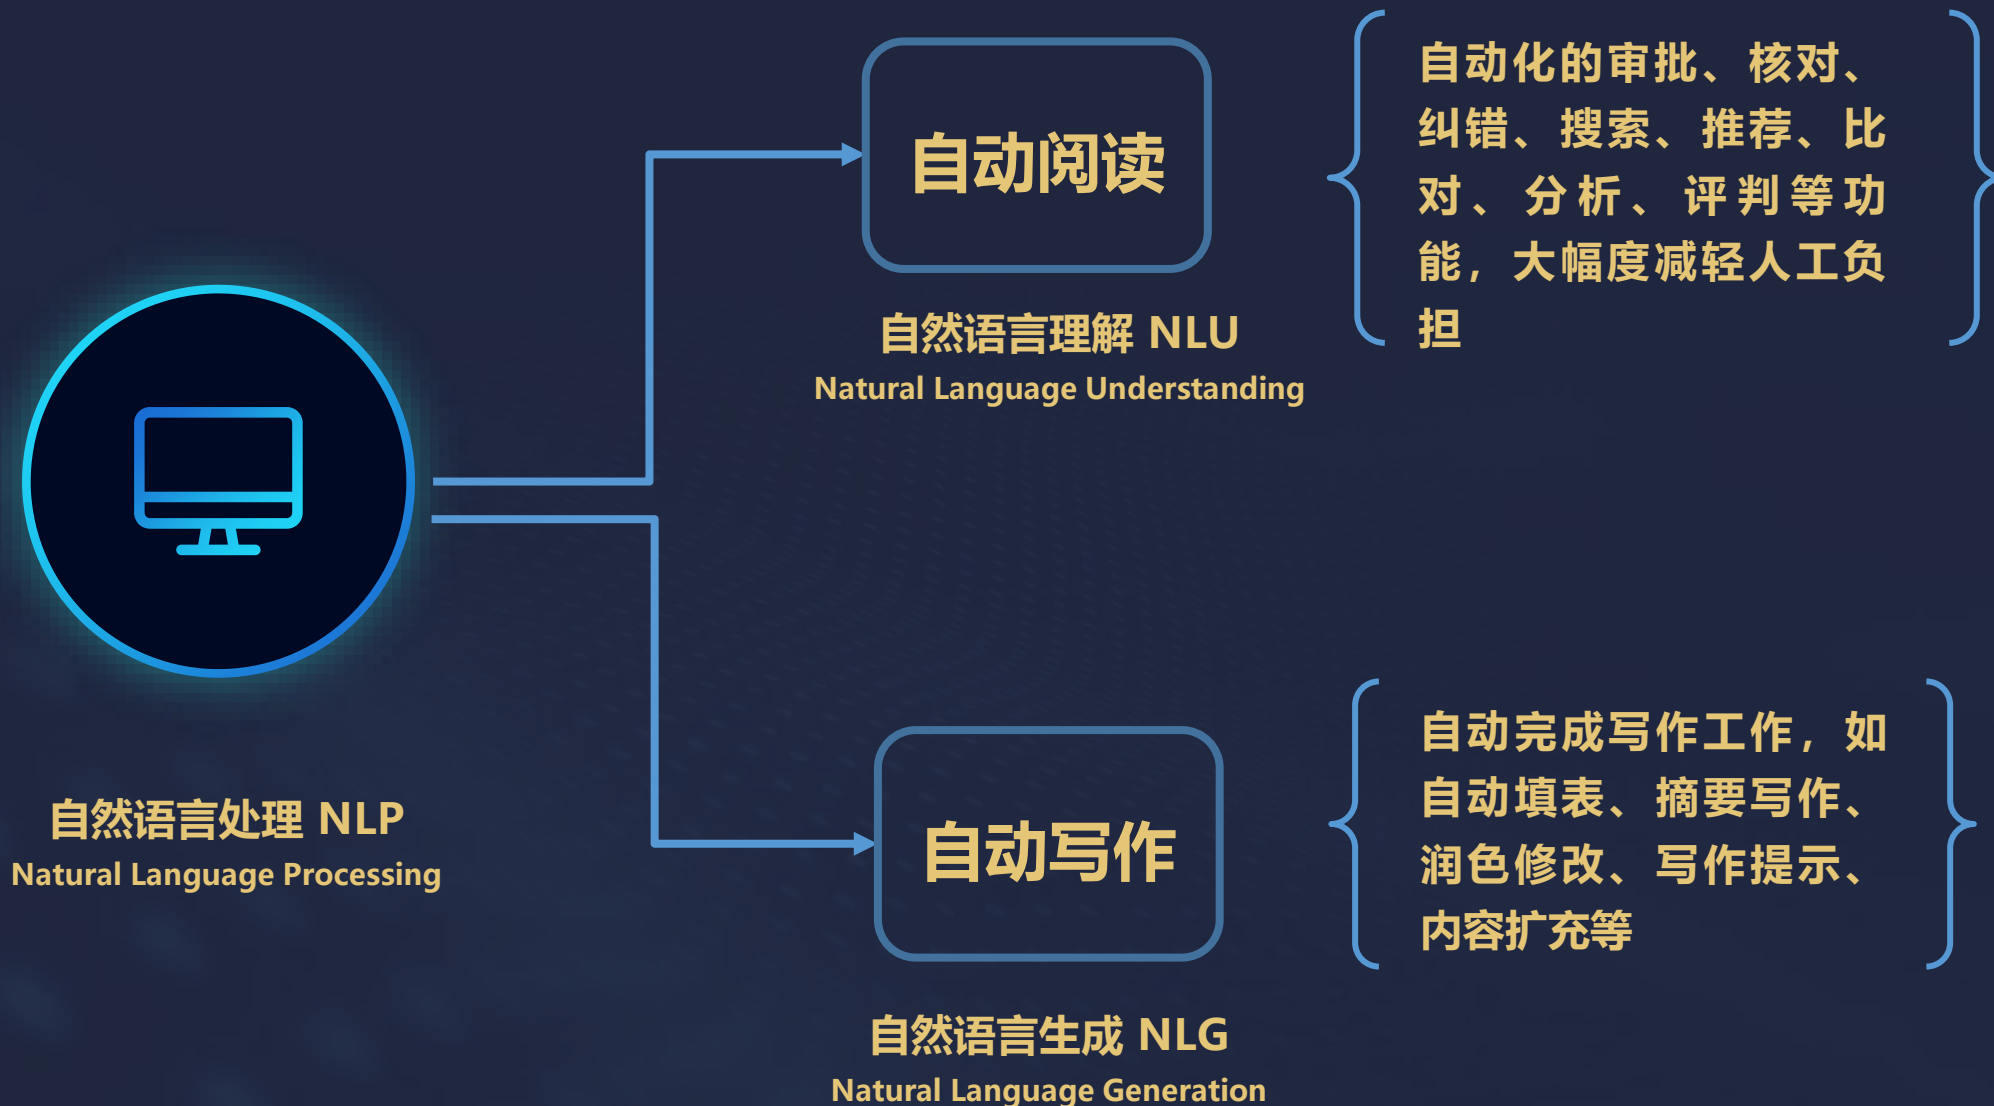 自动阅读
自然语言理解 NLU
Natural Language Understanding
自动化的审批、核对、
纠错、搜索、推荐、比
对、分析、评判等功
能，大幅度减轻人工负
担
自然语言处理 NLP
Natural Language Processing
自动写作
自然语言生成 NLG
Natural Language Generation
自动完成写作工作，如
自动填表、摘要写作、
润色修改、写作提示、
内容扩充等